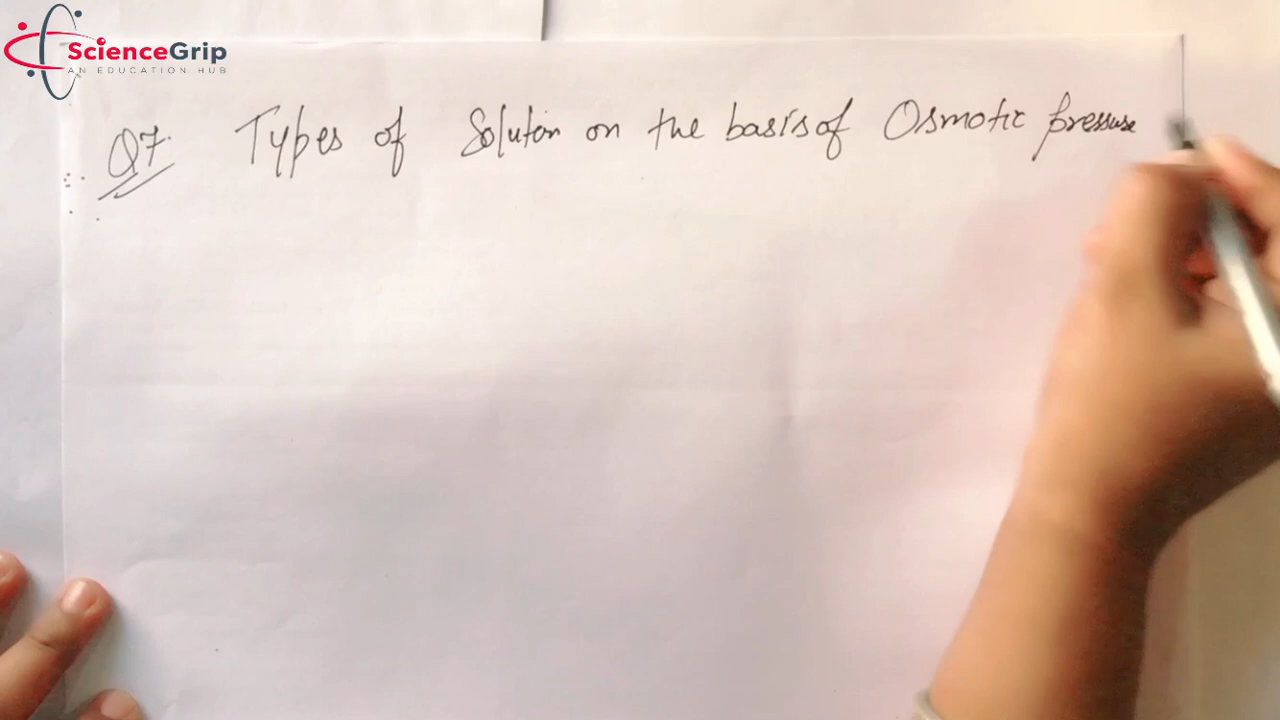 ScienceGrip
AN EDUCATION HUB
Q7. Types of Solution on the basis of Osmotic pressure